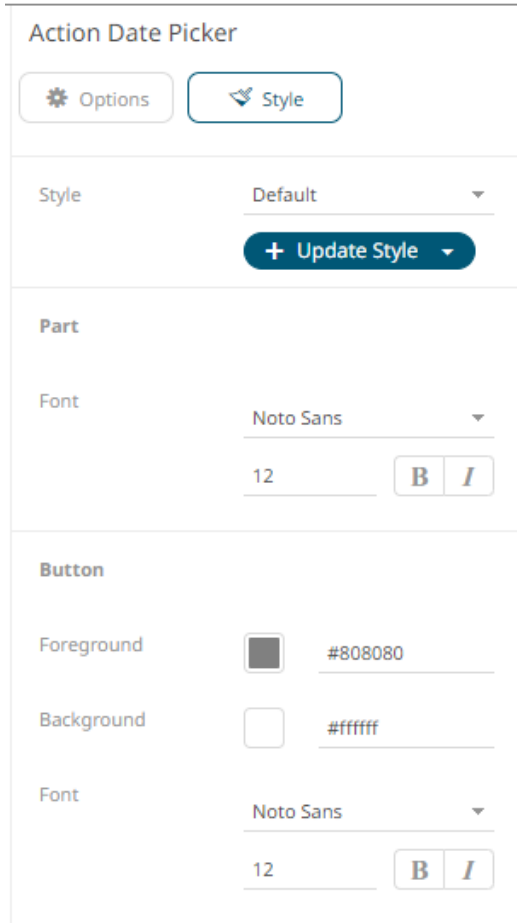 Action Date Picker
Options Style
Style Default
+ Update Style
Part
Font Noto Sans
12 B I
Button
Foreground #808080
Background #ffffff
Font Noto Sans
12 B I